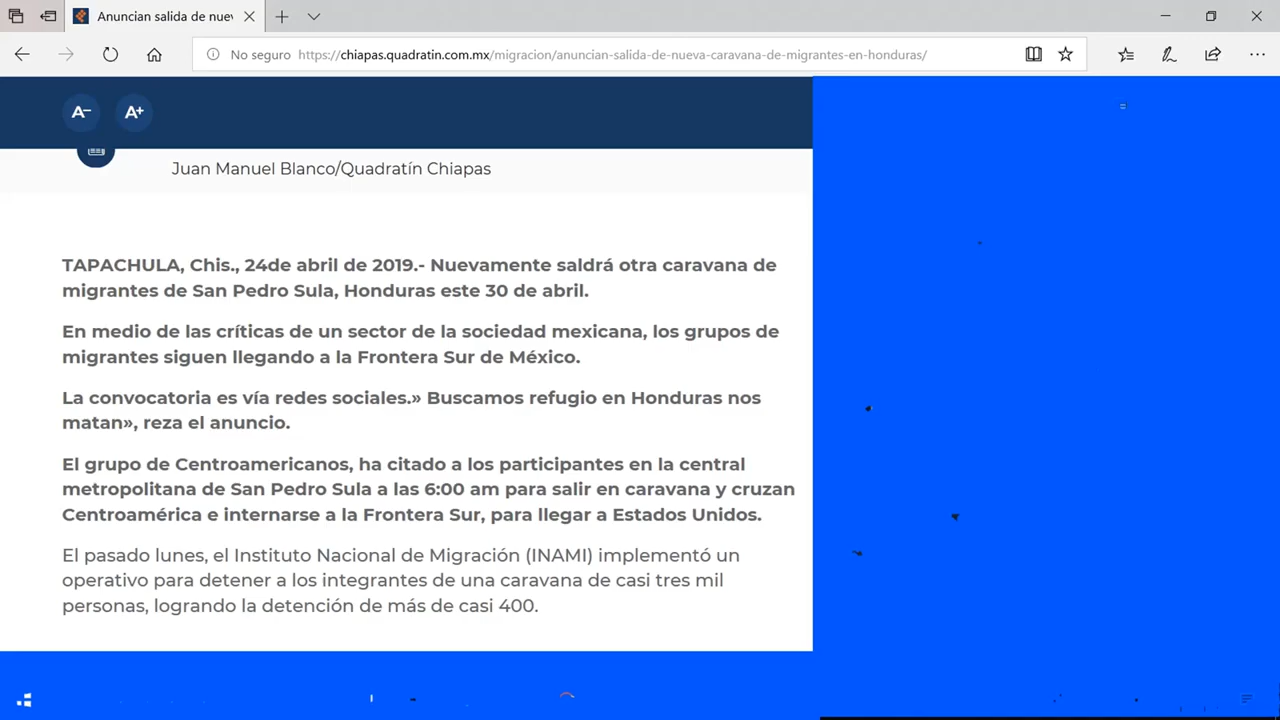 Anuncian salida de nuev
No seguro https://chiapas.quadratin.com.mx/migracion/anuncian-salida-de-nueva-caravana-de-migrantes-en-honduras/
A− A+
Juan Manuel Blanco/Quadratín Chiapas
TAPACHULA, Chis., 24de abril de 2019.- Nuevamente saldrá otra caravana de
migrantes de San Pedro Sula, Honduras este 30 de abril.
En medio de las críticas de un sector de la sociedad mexicana, los grupos de
migrantes siguen llegando a la Frontera Sur de México.
La convocatoria es vía redes sociales.» Buscamos refugio en Honduras nos
matan», reza el anuncio.
El grupo de Centroamericanos, ha citado a los participantes en la central
metropolitana de San Pedro Sula a las 6:00 am para salir en caravana y cruzan
Centroamérica e internarse a la Frontera Sur, para llegar a Estados Unidos.
El pasado lunes, el Instituto Nacional de Migración (INAMI) implementó un
operativo para detener a los integrantes de una caravana de casi tres mil
personas, logrando la detención de más de casi 400.